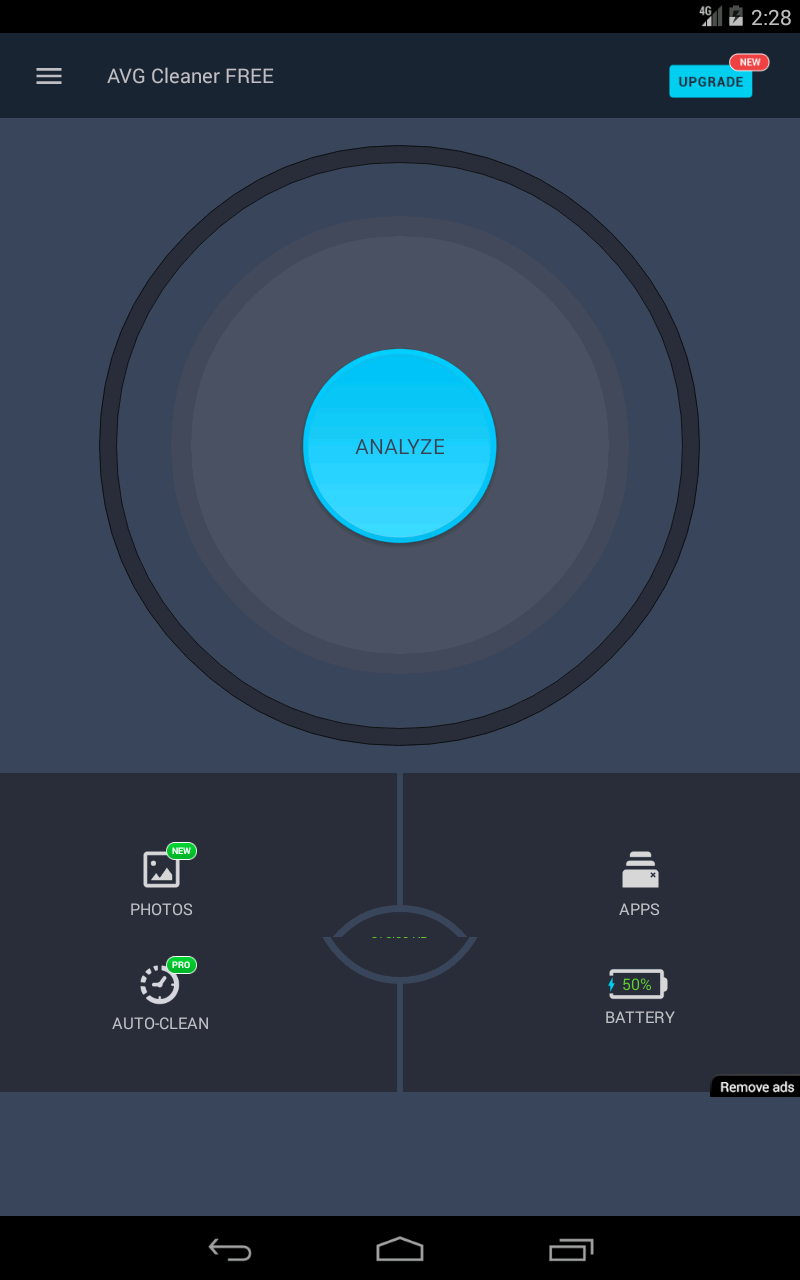 4G 2:28
AVG Cleaner FREE
NEW
UPGRADE
ANALYZE
NEW
PHOTOS
APPS
PRO
50%
AUTO-CLEAN
BATTERY
Remove ads